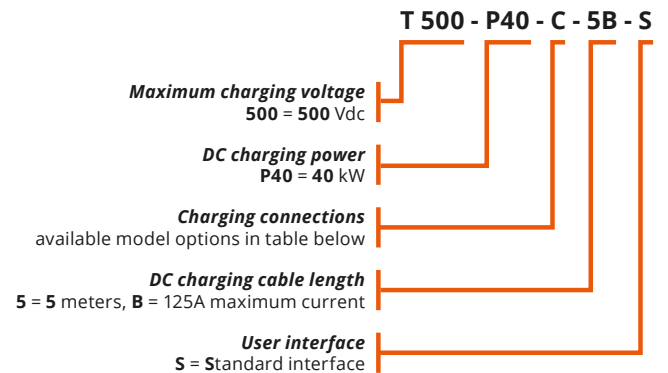 T 500 - P40 - C - 5B - S
Maximum charging voltage
500 = 500 Vdc
DC charging power
P40 = 40 kW
Charging connections
available model options in table below
DC charging cable length
5 = 5 meters, B = 125A maximum current
User interface
S = Standard interface